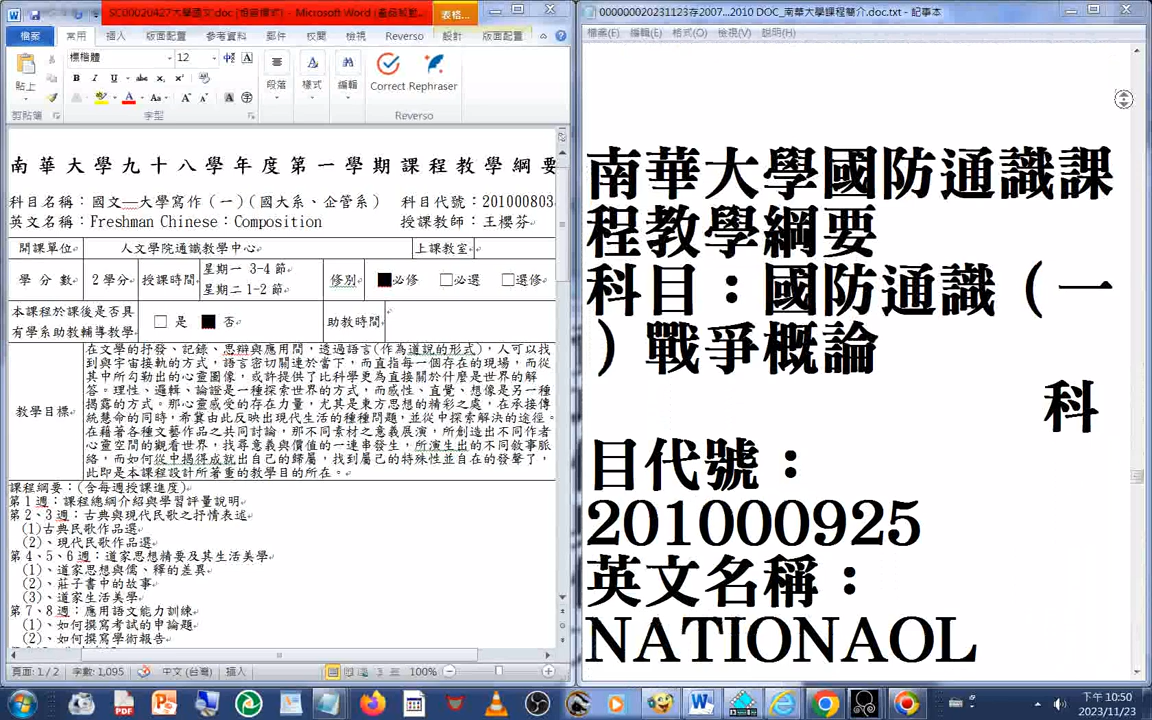 SC00020427大學國文.doc [相容模式] - Microsoft Word (產品啟動...
表格...
檔案 常用 插入 版面配置 參考資料 郵件 校閱 檢視 Reverso 設計 版面配置
標楷體 12
貼上 段落 樣式 編輯 Correct Rephraser
剪貼簿 字型 Reverso
南華大學九十八學年度第一學期課程教學綱要
科目名稱：國文—大學寫作（一）(國大系、企管系) 科目代號：201000803
英文名稱：Freshman Chinese：Composition 授課教師：王櫻芬
開課單位 人文學院通識教學中心 上課教室
學 分 數 2學分 授課時間 星期一 3-4 節 星期二 1-2 節 修別 ■必修 □必選 □選修
本課程於課後是否具有學系助教輔導教學 □ 是 ■ 否 助教時間
教學目標
在文學的抒發、記錄、思辯與應用間，透過語言(作為道說的形式)，人可以找
到與宇宙接軌的方式，語言密切關連於當下，而直指每一個存在的現場，而從
其中所勾勒出的心靈圖像，或許提供了比科學更為直接關於什麼是世界的解
答。理性、邏輯、論證是一種探索世界的方式，而感性、直覺、想像是另一種
揭露的方式。那心靈感受的存在力量，尤其是東方思想的精彩之處，在承接傳
統慧命的同時，希冀由此反映出現代生活的種種問題，並從中探索解決的途徑。
在藉著各種文藝作品之共同討論，那不同素材之意義展演，所創造出不同作者
心靈空間的觀看世界，找尋意義與價值的一連串發生，所演生出的不同敘事脈
絡，而如何從中揭得成就出自己的歸屬，找到屬己的特殊性並自在的發聲了，
此即是本課程設計所著重的教學目的所在。
課程綱要：(含每週授課進度)
第 1 週：課程總綱介紹與學習評量說明
第 2、3 週：古典與現代民歌之抒情表述
(1)古典民歌作品選
(2)、現代民歌作品選
第 4、5、6 週：道家思想精要及其生活美學
(1)、道家思想與儒、釋的差異
(2)、莊子書中的故事
(3)、道家生活美學
第 7、8 週：應用語文能力訓練
(1)、如何撰寫考試的申論題
(2)、如何撰寫學術報告
頁面: 1 / 2 字數: 1,095 中文 (台灣) 插入 100%
000000020231123存2007...2010 DOC_南華大學課程簡介.doc.txt - 記事本
檔案(F) 編輯(E) 格式(O) 檢視(V) 說明(H)
南華大學國防通識課
程教學綱要
科目：國防通識（一
）戰爭概論
科
目代號：
201000925
英文名稱：
NATIONAOL
下午 10:50
2023/11/23